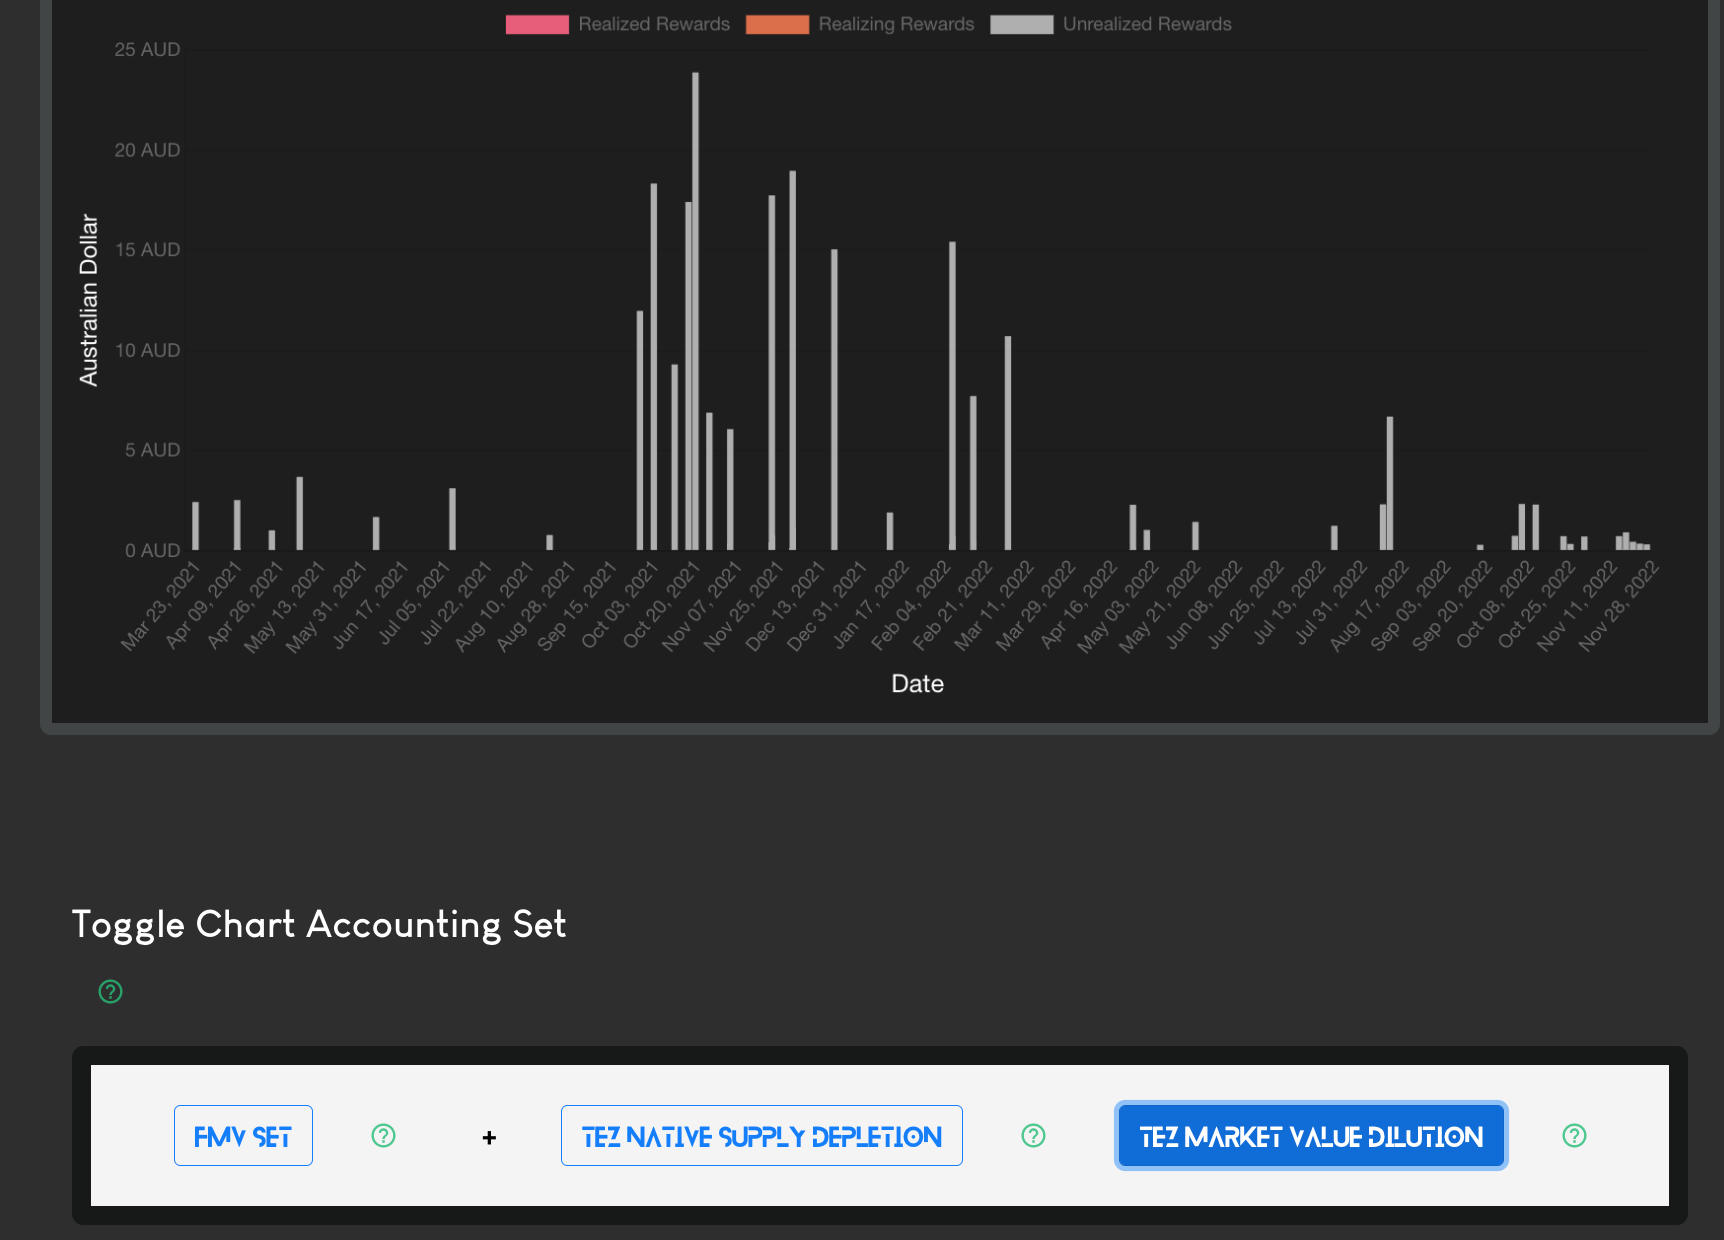 Realized Rewards Realizing Rewards Unrealized Rewards
25 AUD
20 AUD
15 AUD
10 AUD
5 AUD
0 AUD
Australian Dollar
Mar 23, 2021
Apr 09, 2021
Apr 26, 2021
May 13, 2021
May 31, 2021
Jun 17, 2021
Jul 05, 2021
Jul 22, 2021
Aug 10, 2021
Aug 28, 2021
Sep 15, 2021
Oct 03, 2021
Oct 20, 2021
Nov 07, 2021
Nov 25, 2021
Dec 13, 2021
Dec 31, 2021
Jan 17, 2022
Feb 04, 2022
Feb 21, 2022
Mar 11, 2022
Mar 29, 2022
Apr 16, 2022
May 03, 2022
May 21, 2022
Jun 08, 2022
Jun 25, 2022
Jul 13, 2022
Jul 31, 2022
Aug 17, 2022
Sep 03, 2022
Sep 20, 2022
Oct 08, 2022
Oct 25, 2022
Nov 11, 2022
Nov 28, 2022
Date
Toggle Chart Accounting Set
?
FMV SET ? + TEZ NATIVE SUPPLY DEPLETION ? TEZ MARKET VALUE DILUTION ?